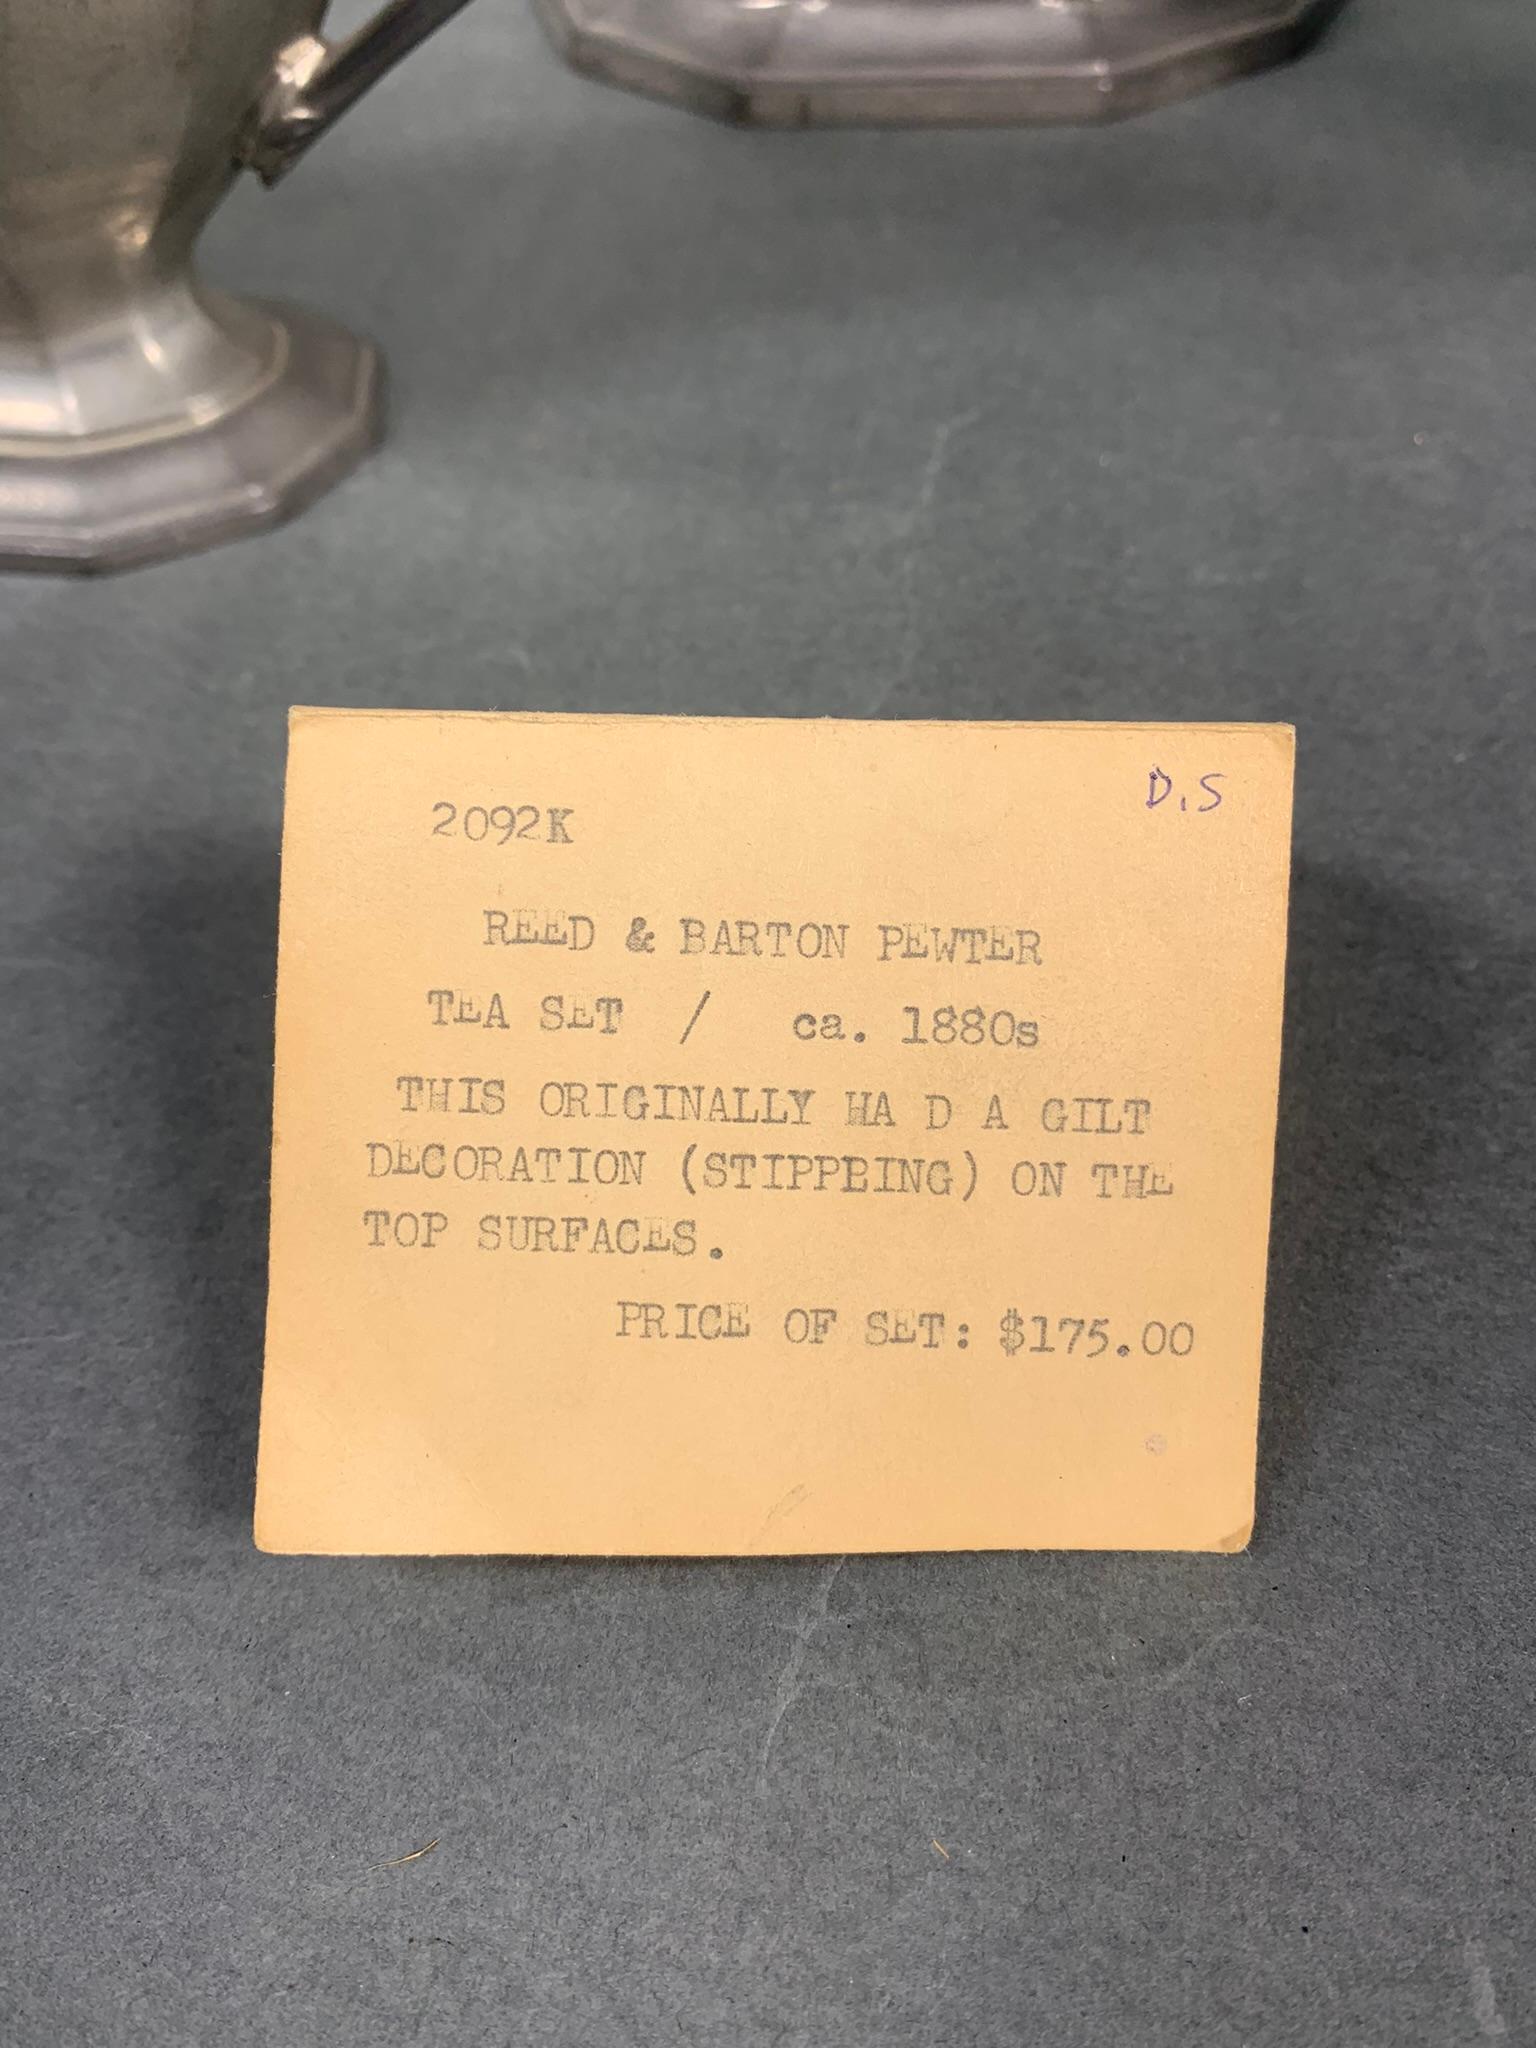 D.S
2092K
REED & BARTON PEWTER
TEA SET / ca. 1880s
THIS ORIGINALLY HA D A GILT
DECORATION (STIPPEING) ON THE
TOP SURFACES.
PRICE OF SET: $175.00